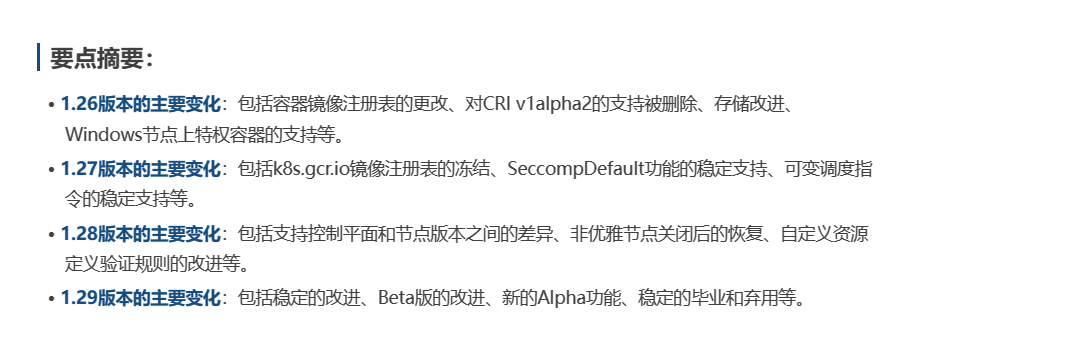 要点摘要：
• 1.26版本的主要变化：包括容器镜像注册表的更改、对CRI v1alpha2的支持被删除、存储改进、
Windows节点上特权容器的支持等。
• 1.27版本的主要变化：包括k8s.gcr.io镜像注册表的冻结、SeccompDefault功能的稳定支持、可变调度指
令的稳定支持等。
• 1.28版本的主要变化：包括支持控制平面和节点版本之间的差异、非优雅节点关闭后的恢复、自定义资源
定义验证规则的改进等。
• 1.29版本的主要变化：包括稳定的改进、Beta版的改进、新的Alpha功能、稳定的毕业和弃用等。